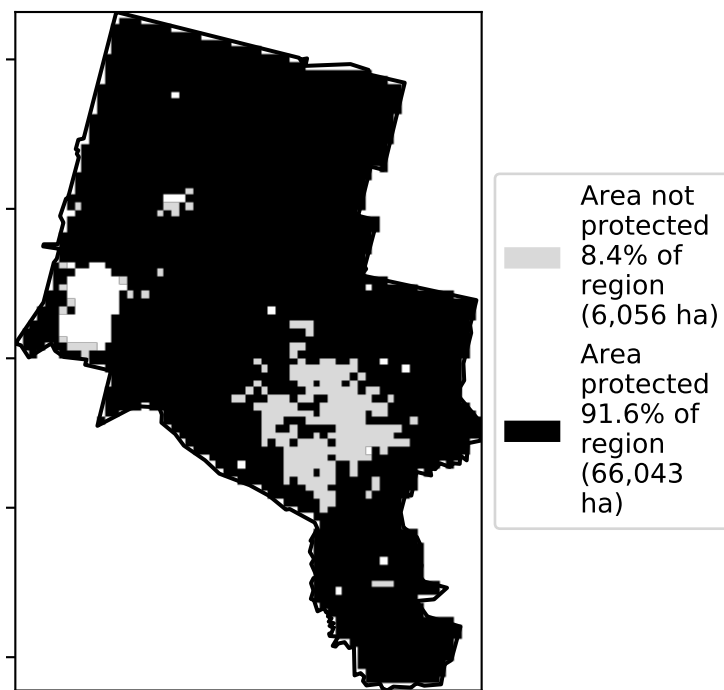 Area not
protected
8.4% of
region
(6,056 ha)
Area
protected
91.6% of
region
(66,043
ha)